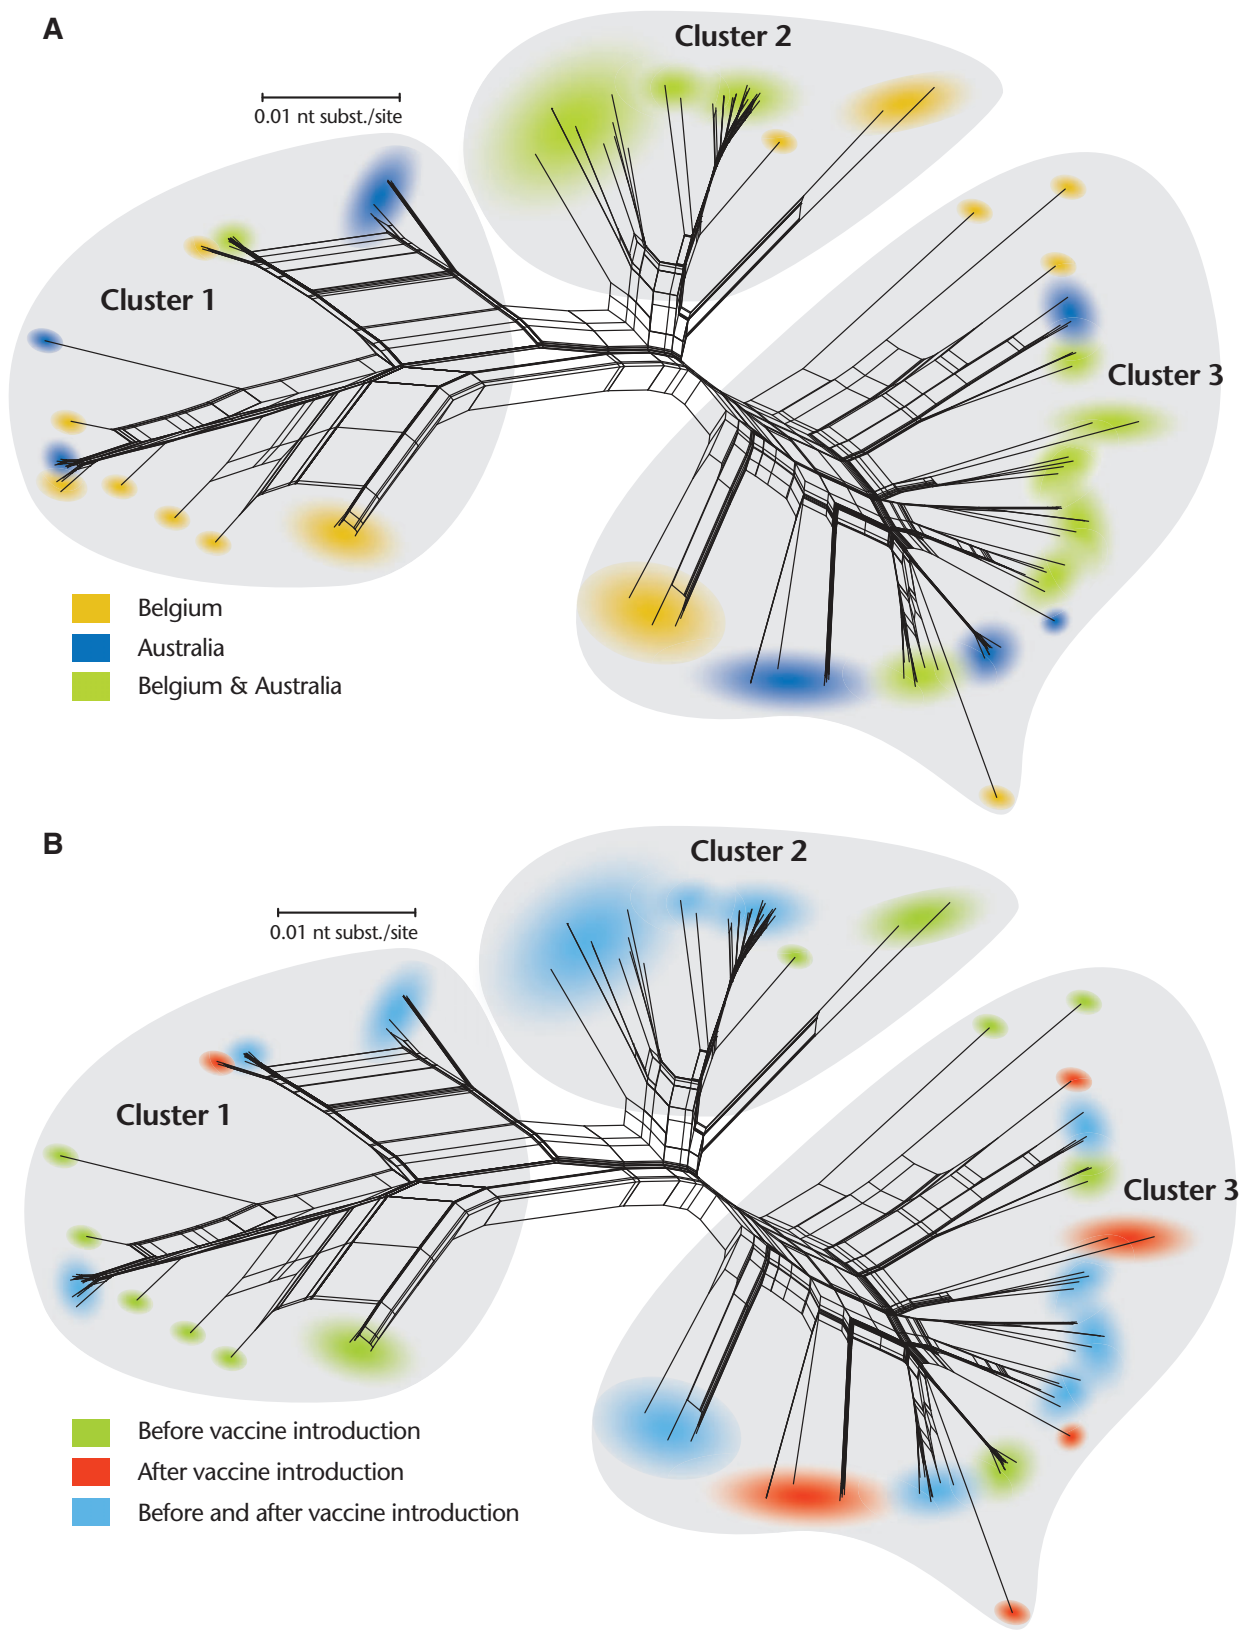 A
Cluster 2
0.01 nt subst./site
Cluster 1
Cluster 3
Belgium
Australia
Belgium & Australia
B
Cluster 2
0.01 nt subst./site
Cluster 1
Cluster 3
Before vaccine introduction
After vaccine introduction
Before and after vaccine introduction